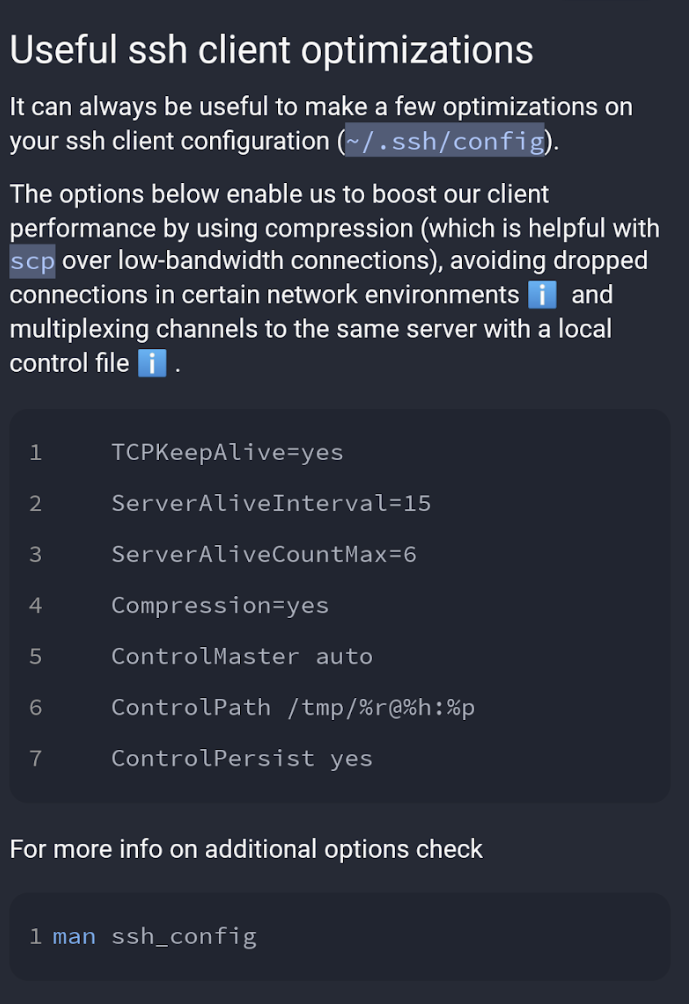 Useful ssh client optimizations
It can always be useful to make a few optimizations on
your ssh client configuration (~/.ssh/config).
The options below enable us to boost our client
performance by using compression (which is helpful with
scp over low-bandwidth connections), avoiding dropped
connections in certain network environments ℹ️ and
multiplexing channels to the same server with a local
control file ℹ️ .
1 TCPKeepAlive=yes
2 ServerAliveInterval=15
3 ServerAliveCountMax=6
4 Compression=yes
5 ControlMaster auto
6 ControlPath /tmp/%r@%h:%p
7 ControlPersist yes
For more info on additional options check
1 man ssh_config